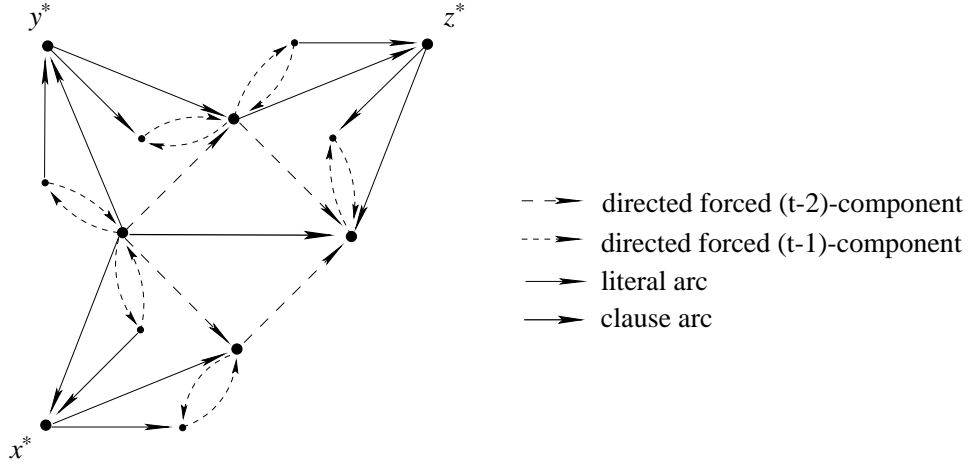 y* z*
directed forced (t-2)-component
directed forced (t-1)-component
literal arc
clause arc
x*